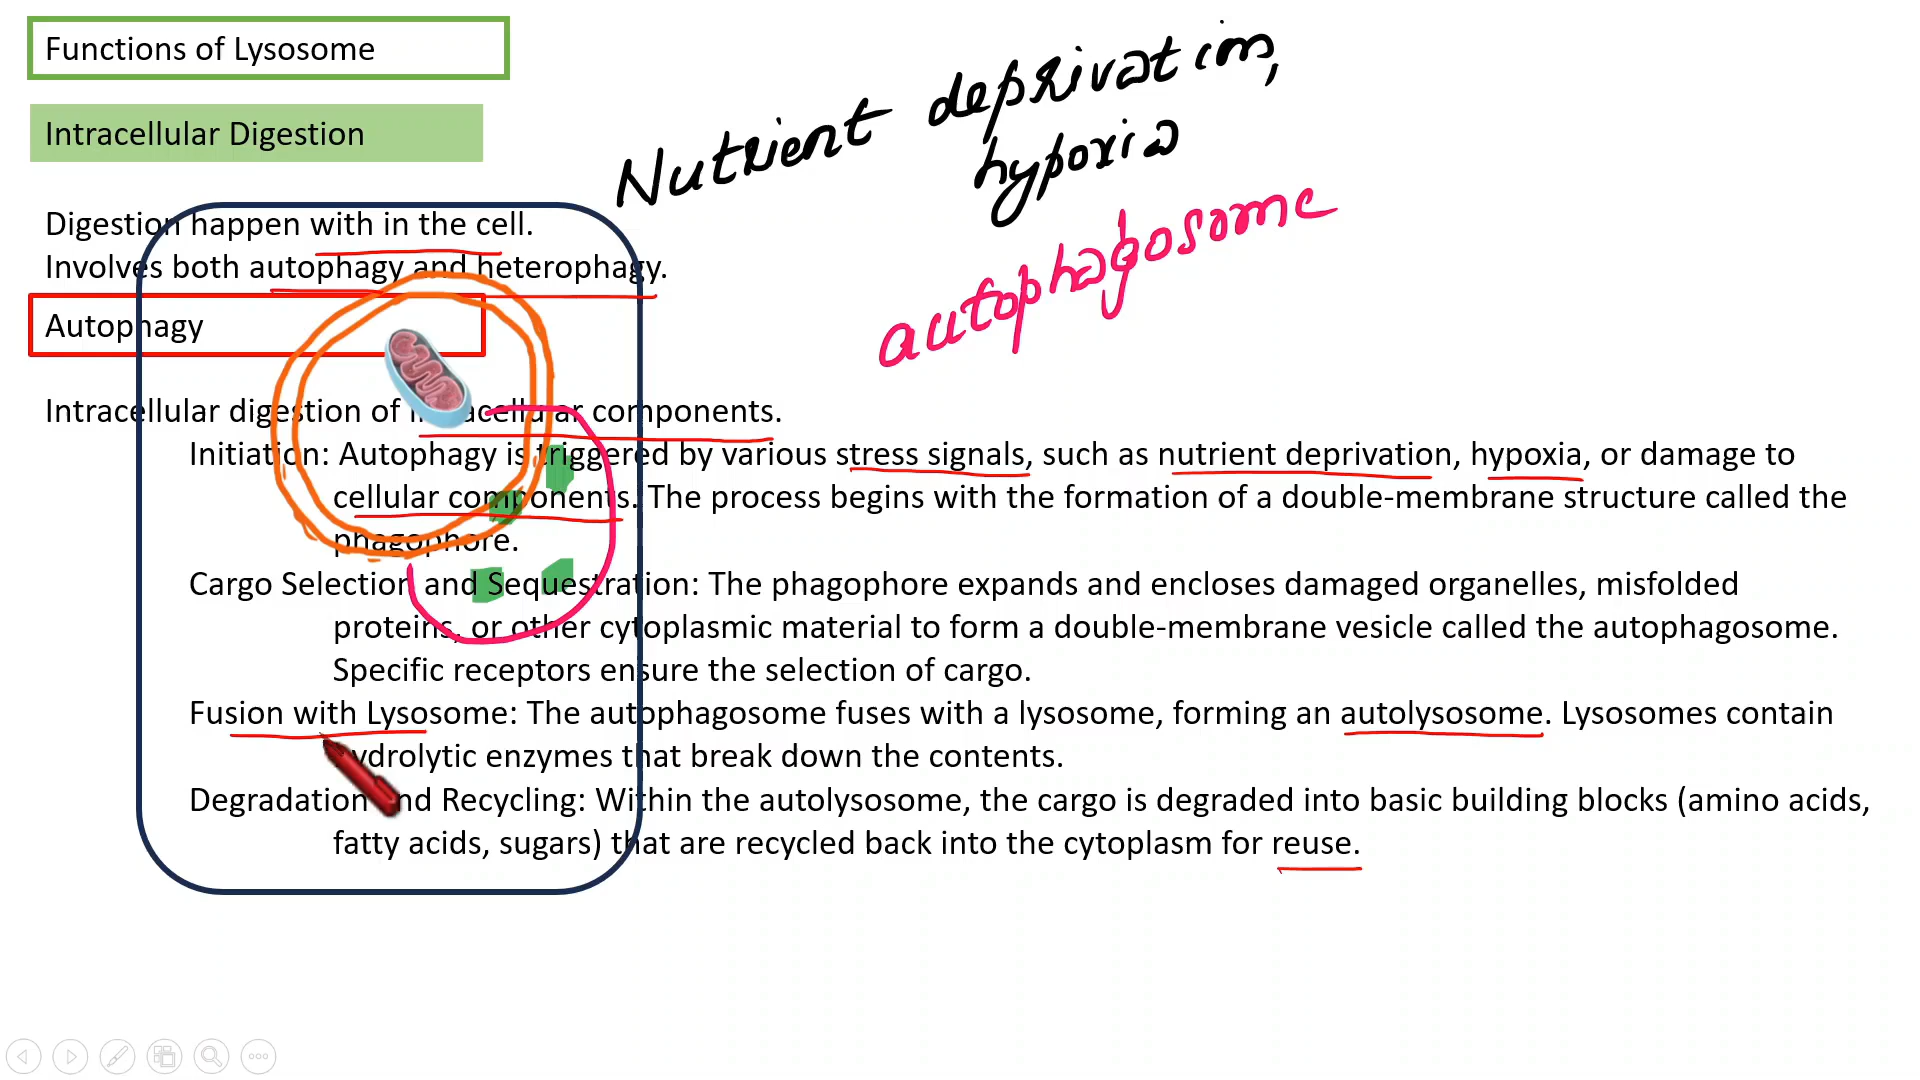 Functions of Lysosome
Nutrient deprivation,
hypoxia
autophagosome
Intracellular Digestion
Digestion happen with in the cell.
Involves both autophagy and heterophagy.
Autophagy
Intracellular digestion of intracellular components.
Initiation: Autophagy is triggered by various stress signals, such as nutrient deprivation, hypoxia, or damage to
cellular components. The process begins with the formation of a double-membrane structure called the
phagophore.
Cargo Selection and Sequestration: The phagophore expands and encloses damaged organelles, misfolded
proteins, or other cytoplasmic material to form a double-membrane vesicle called the autophagosome.
Specific receptors ensure the selection of cargo.
Fusion with Lysosome: The autophagosome fuses with a lysosome, forming an autolysosome. Lysosomes contain
hydrolytic enzymes that break down the contents.
Degradation and Recycling: Within the autolysosome, the cargo is degraded into basic building blocks (amino acids,
fatty acids, sugars) that are recycled back into the cytoplasm for reuse.